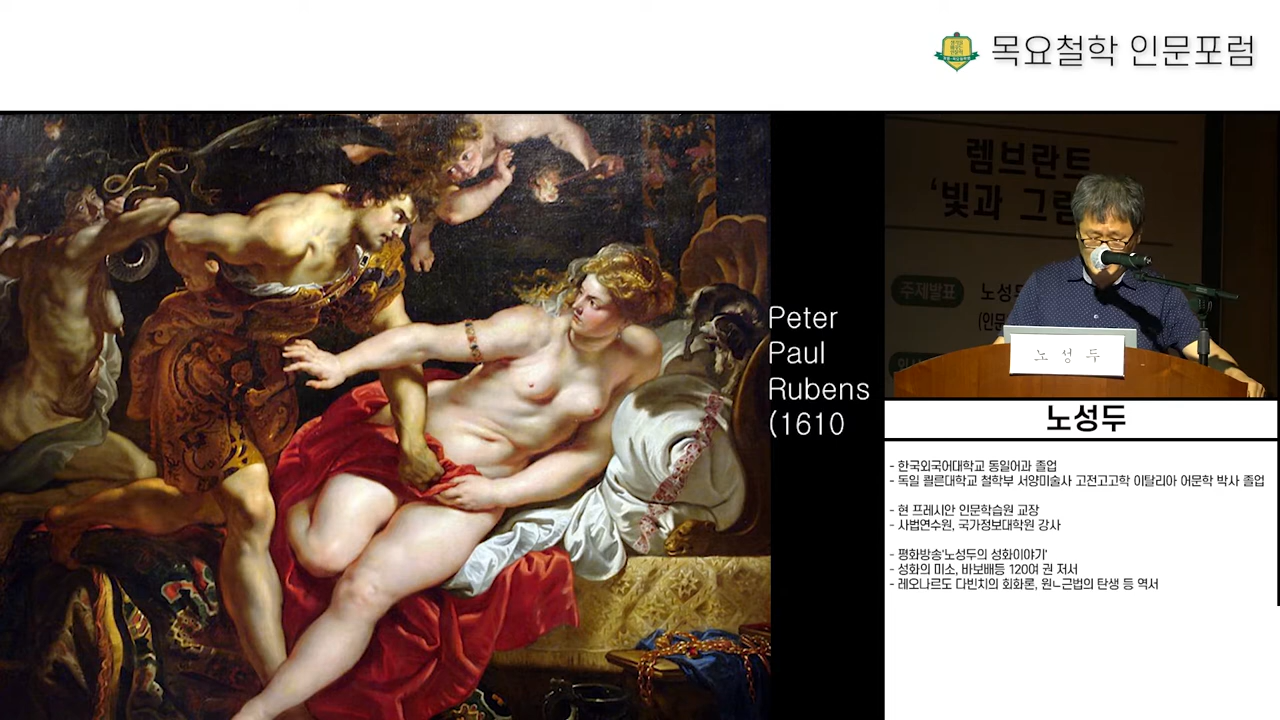 목요철학 인문포럼
Peter
Paul
Rubens
(1610
렘브란트
'빛과 그림
주제발표
노성
(인문
노 성 두
노성두
- 한국외국어대학교 독일어과 졸업
- 독일 쾰른대학교 철학부 서양미술사 고전고고학 이탈리아 어문학 박사 졸업
- 현 프레시안 인문학습원 교장
- 사법연수원, 국가정보대학원 강사
- 평화방송'노성두의 성화이야기'
- 성화의 미소, 바보배등 120여 권 저서
- 레오나르도 다빈치의 회화론, 원ㄴ근법의 탄생 등 역서